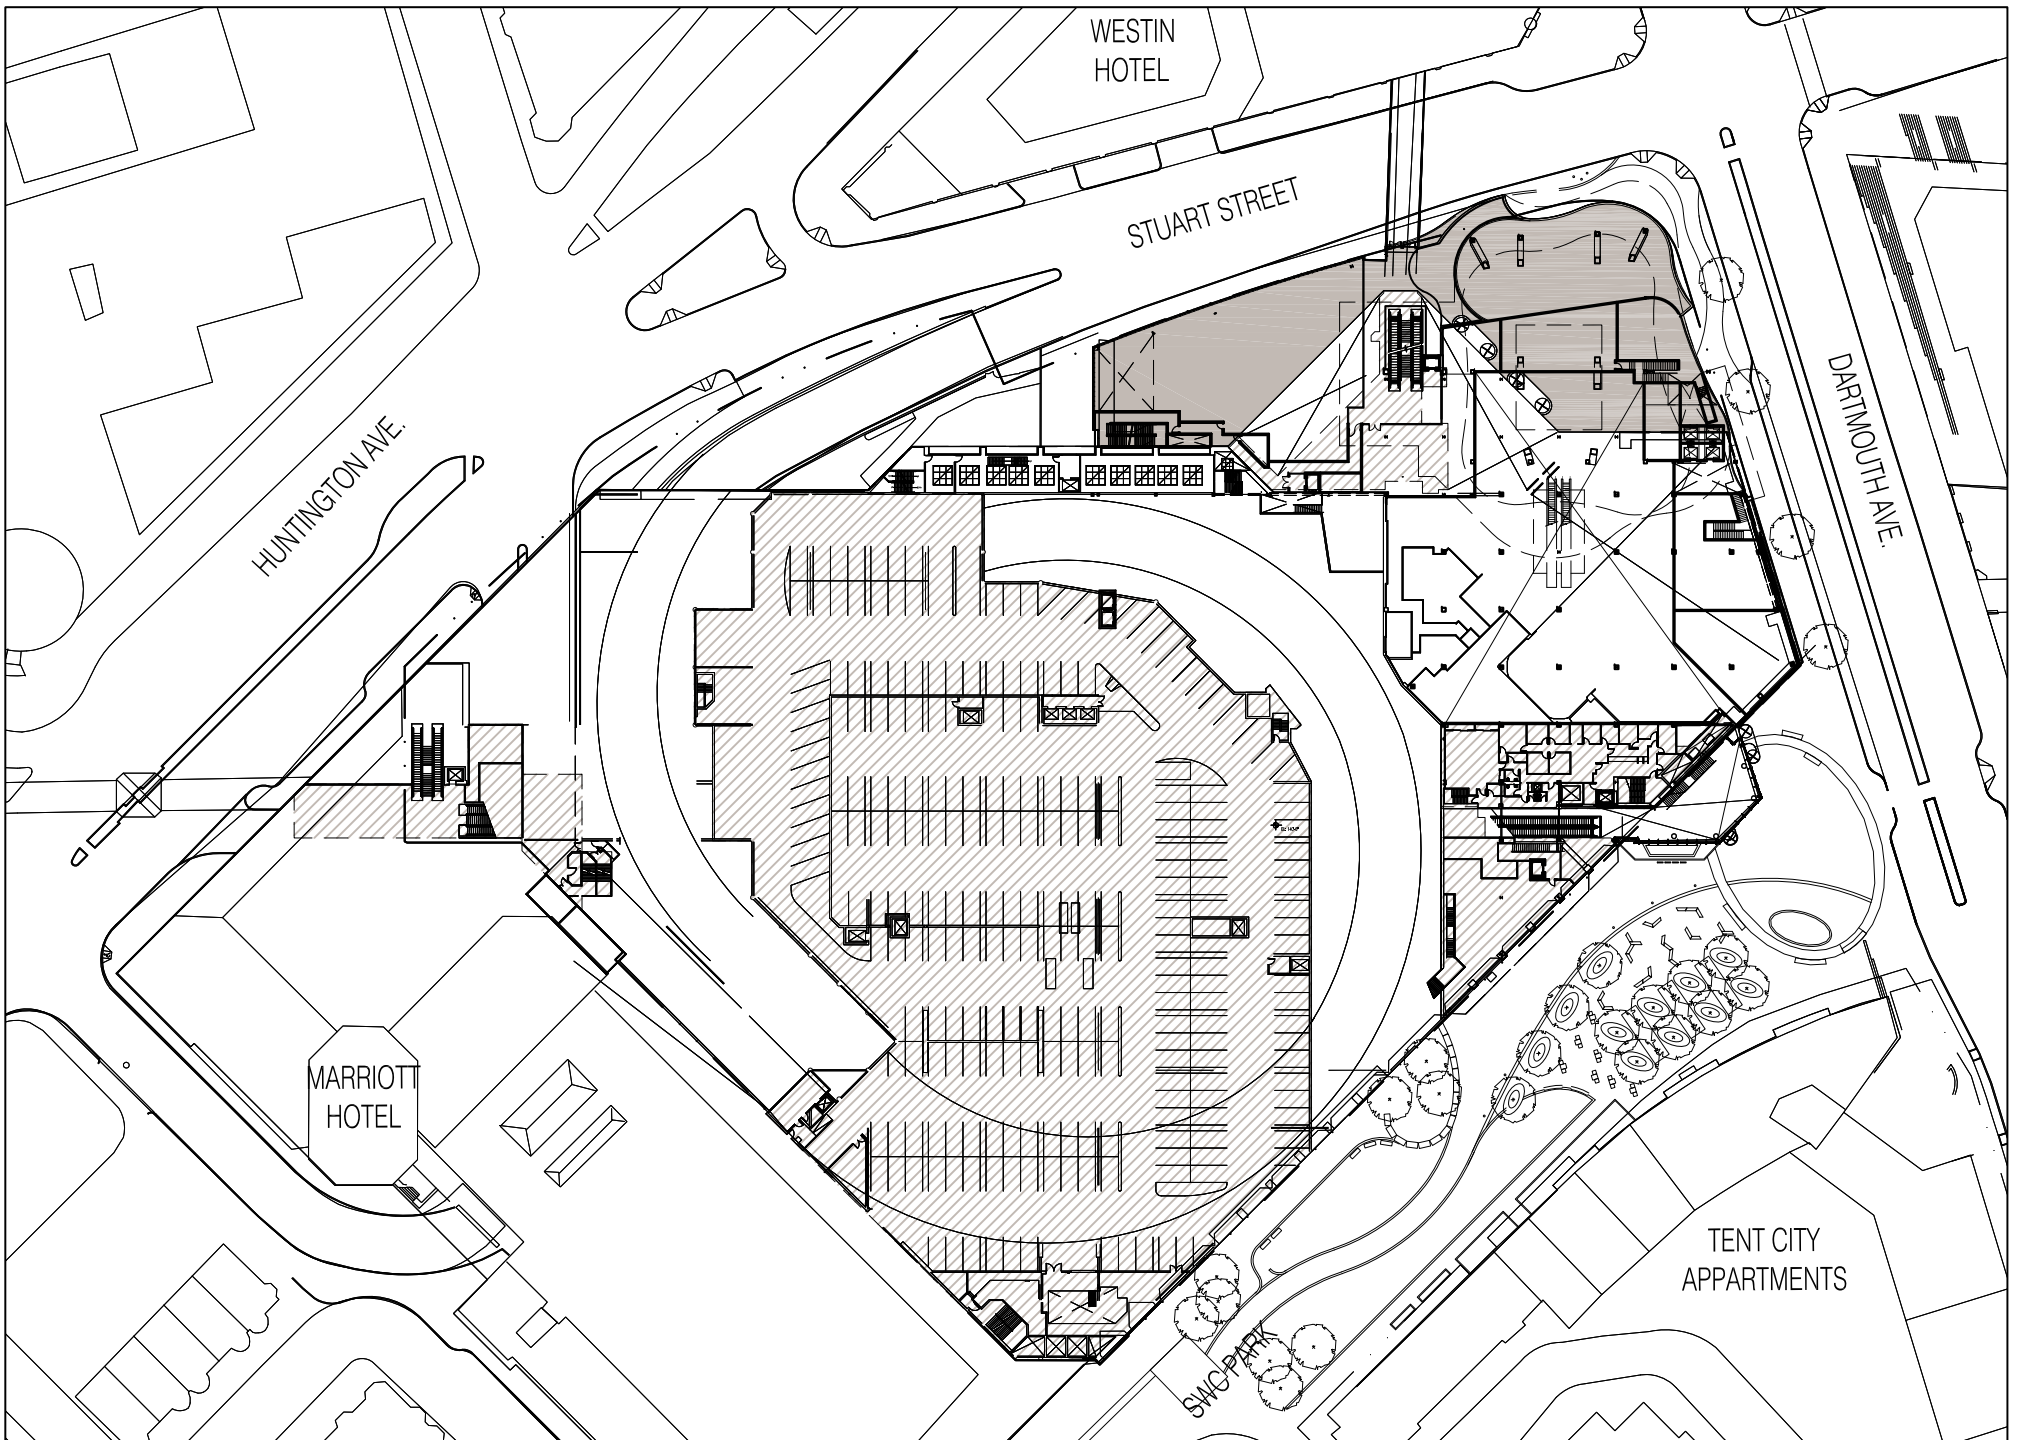 WESTIN
HOTEL
STUART STREET
HUNTINGTON AVE.
DARTMOUTH AVE.
MARRIOTT
HOTEL
TENT CITY
APPARTMENTS
SWC PARK